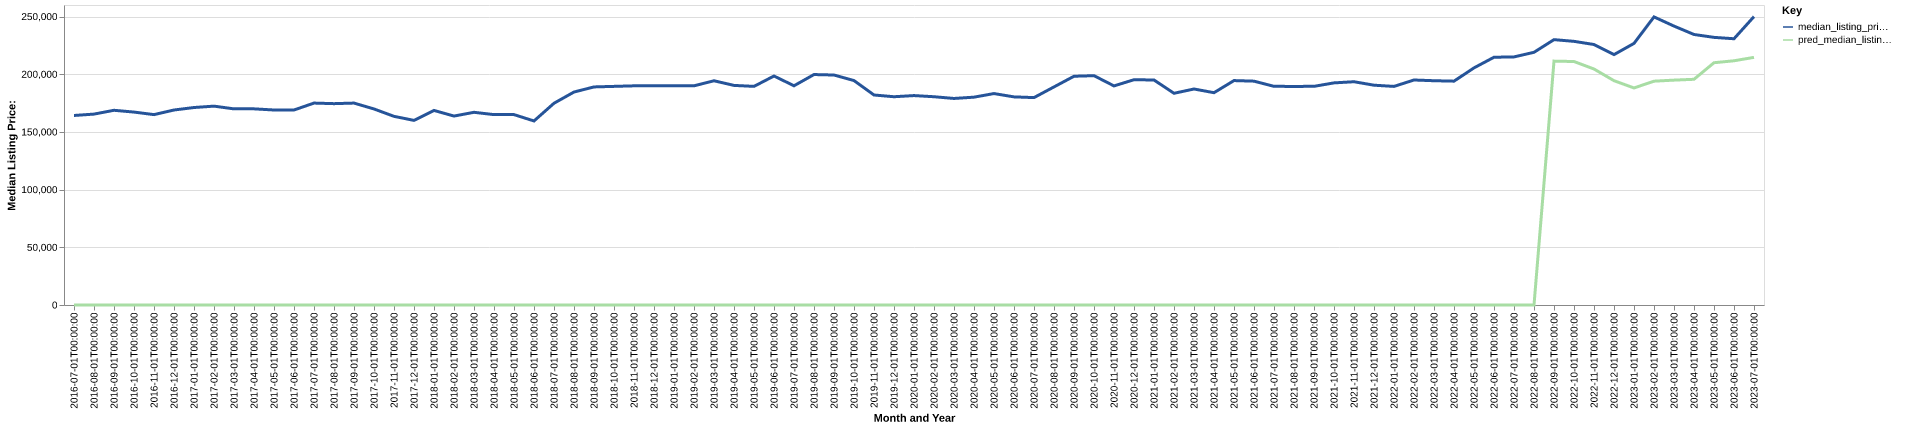 Key
median_listing_pri…
pred_median_listin…
Median Listing Price:
250,000
200,000
150,000
100,000
50,000
0
2016-07-01T00:00:00
2016-08-01T00:00:00
2016-09-01T00:00:00
2016-10-01T00:00:00
2016-11-01T00:00:00
2016-12-01T00:00:00
2017-01-01T00:00:00
2017-02-01T00:00:00
2017-03-01T00:00:00
2017-04-01T00:00:00
2017-05-01T00:00:00
2017-06-01T00:00:00
2017-07-01T00:00:00
2017-08-01T00:00:00
2017-09-01T00:00:00
2017-10-01T00:00:00
2017-11-01T00:00:00
2017-12-01T00:00:00
2018-01-01T00:00:00
2018-02-01T00:00:00
2018-03-01T00:00:00
2018-04-01T00:00:00
2018-05-01T00:00:00
2018-06-01T00:00:00
2018-07-01T00:00:00
2018-08-01T00:00:00
2018-09-01T00:00:00
2018-10-01T00:00:00
2018-11-01T00:00:00
2018-12-01T00:00:00
2019-01-01T00:00:00
2019-02-01T00:00:00
2019-03-01T00:00:00
2019-04-01T00:00:00
2019-05-01T00:00:00
2019-06-01T00:00:00
2019-07-01T00:00:00
2019-08-01T00:00:00
2019-09-01T00:00:00
2019-10-01T00:00:00
2019-11-01T00:00:00
2019-12-01T00:00:00
2020-01-01T00:00:00
2020-02-01T00:00:00
2020-03-01T00:00:00
2020-04-01T00:00:00
2020-05-01T00:00:00
2020-06-01T00:00:00
2020-07-01T00:00:00
2020-08-01T00:00:00
2020-09-01T00:00:00
2020-10-01T00:00:00
2020-11-01T00:00:00
2020-12-01T00:00:00
2021-01-01T00:00:00
2021-02-01T00:00:00
2021-03-01T00:00:00
2021-04-01T00:00:00
2021-05-01T00:00:00
2021-06-01T00:00:00
2021-07-01T00:00:00
2021-08-01T00:00:00
2021-09-01T00:00:00
2021-10-01T00:00:00
2021-11-01T00:00:00
2021-12-01T00:00:00
2022-01-01T00:00:00
2022-02-01T00:00:00
2022-03-01T00:00:00
2022-04-01T00:00:00
2022-05-01T00:00:00
2022-06-01T00:00:00
2022-07-01T00:00:00
2022-08-01T00:00:00
2022-09-01T00:00:00
2022-10-01T00:00:00
2022-11-01T00:00:00
2022-12-01T00:00:00
2023-01-01T00:00:00
2023-02-01T00:00:00
2023-03-01T00:00:00
2023-04-01T00:00:00
2023-05-01T00:00:00
2023-06-01T00:00:00
2023-07-01T00:00:00
Month and Year